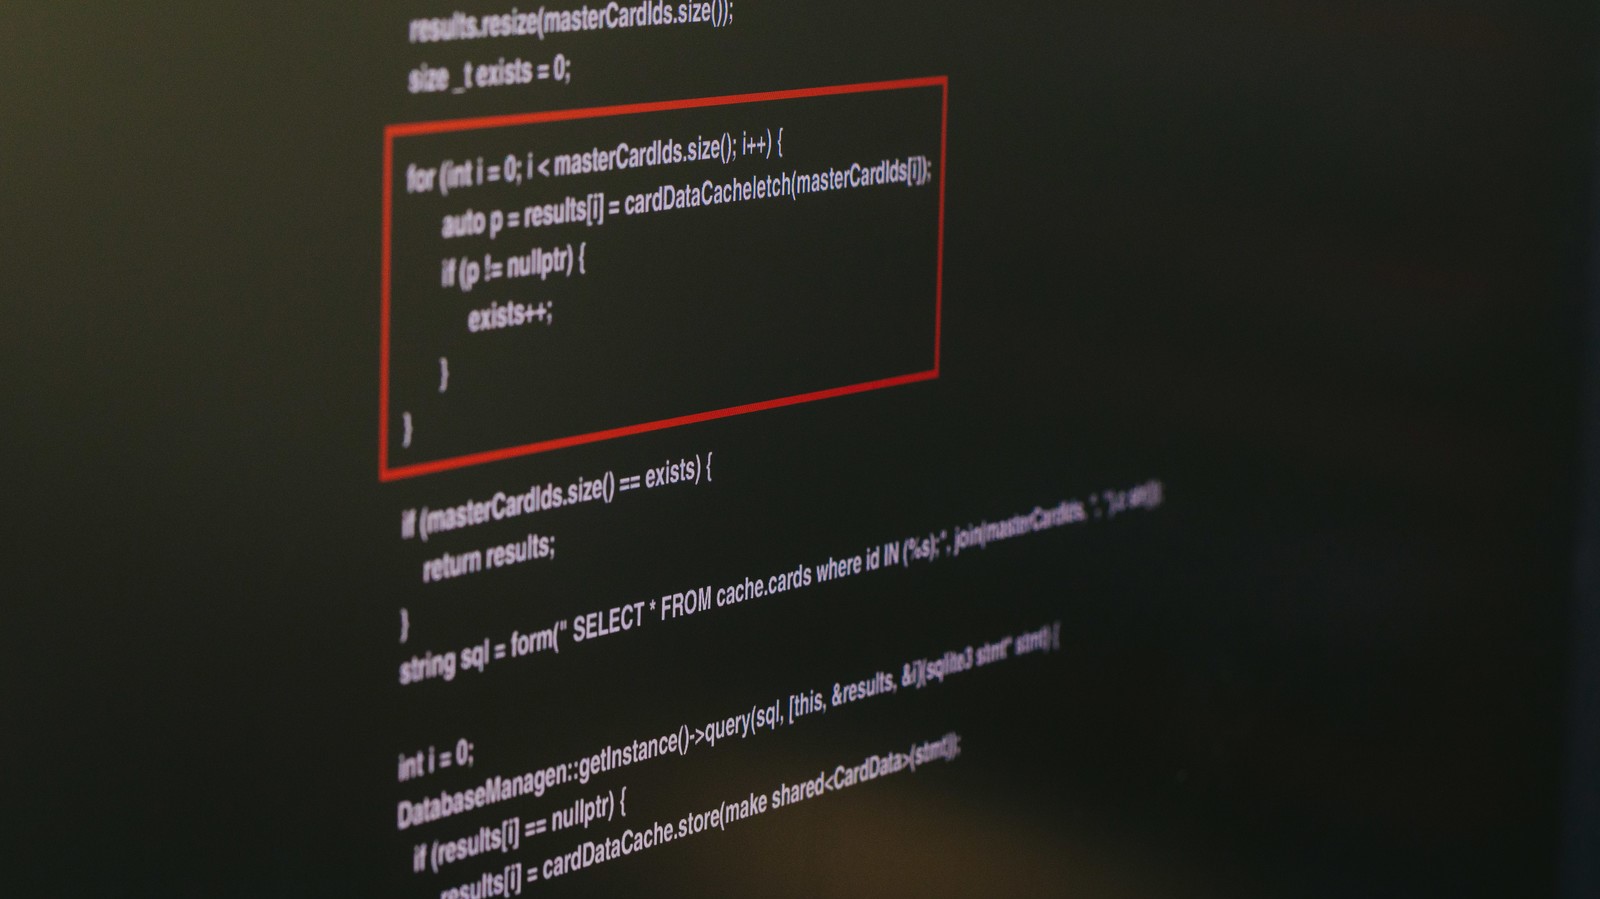 results.resize(masterCardIds.size());
size _t exists = 0;
for (int i = 0; i < masterCardIds.size(); i++) {
auto p = results[i] = cardDataCacheletch(masterCardIds[i]);
if (p != nullptr) {
exists++;
}
}
if (masterCardIds.size() == exists) {
return results;
}
string sql = form(" SELECT * FROM cache.cards where id IN (%s);", join(masterCardIds, ", ")
int i = 0;
DatabaseManagen::getInstance()->query(sql, [this, &results, &i](sqlite3 stmt* stmt) {
if (results[i] == nullptr) {
results[i] = cardDataCache.store(make shared<CardData>(stmt));